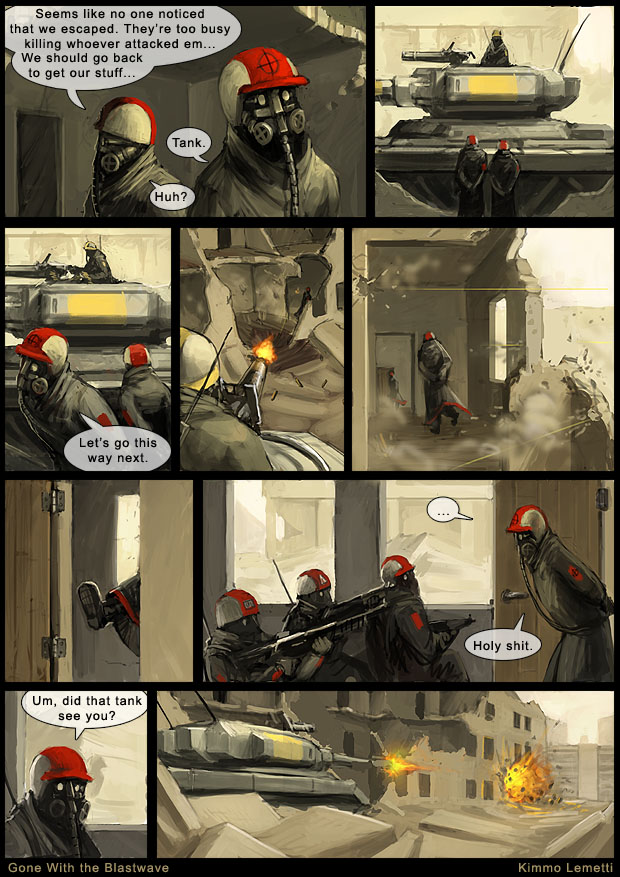 Seems like no one noticed
that we escaped. They're too busy
killing whoever attacked em...
We should go back
to get our stuff...
Tank.
Huh?
Let's go this
way next.
...
Holy shit.
Um, did that tank
see you?
Gone With the Blastwave
Kimmo Lemetti